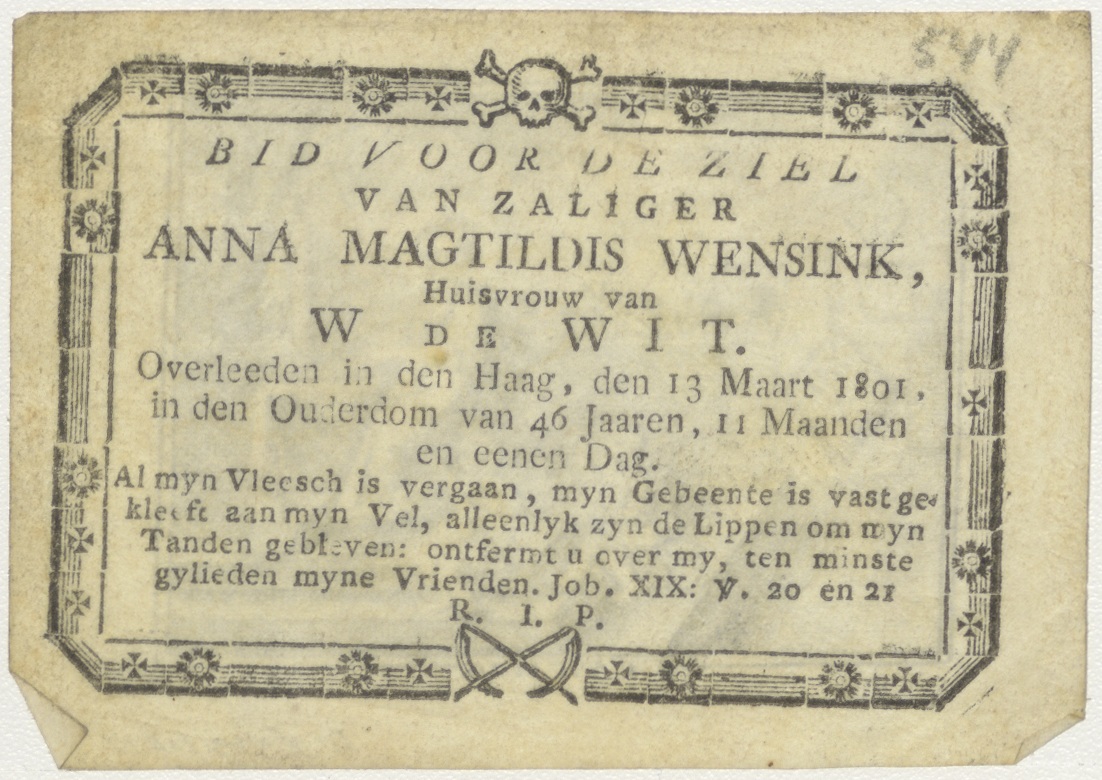 544
BID VOOR DE ZIEL
VAN ZALIGER
ANNA MAGTILDIS WENSINK,
Huisvrouw van
W DE WIT.
Overleeden in den Haag, den 13 Maart 1801,
in den Ouderdom van 46 Jaaren, 11 Maanden
en eenen Dag.
Al myn Vleesch is vergaan, myn Gebeente is vast ge-
kleeft aan myn Vel, alleenlyk zyn de Lippen om myn
Tanden gebleven: ontfermt u over my, ten minste
gylieden myne Vrienden. Job. XIX: ℣. 20 en 21
R. I. P.